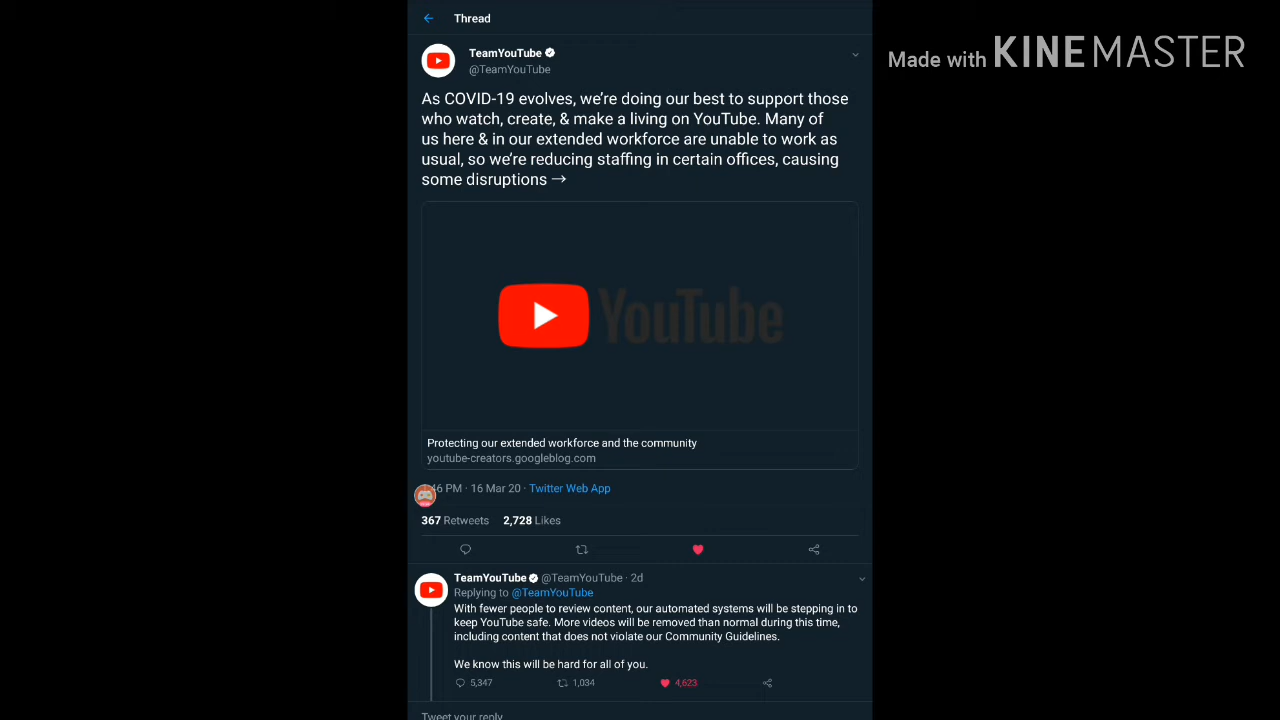 Thread
Made with KINEMASTER
TeamYouTube
@TeamYouTube
As COVID-19 evolves, we're doing our best to support those
who watch, create, & make a living on YouTube. Many of
us here & in our extended workforce are unable to work as
usual, so we're reducing staffing in certain offices, causing
some disruptions →
YouTube
Protecting our extended workforce and the community
youtube-creators.googleblog.com
46 PM · 16 Mar 20 · Twitter Web App
367 Retweets 2,728 Likes
TeamYouTube @TeamYouTube · 2d
Replying to @TeamYouTube
With fewer people to review content, our automated systems will be stepping in to
keep YouTube safe. More videos will be removed than normal during this time,
including content that does not violate our Community Guidelines.
We know this will be hard for all of you.
5,347 1,034 4,623
Tweet your reply